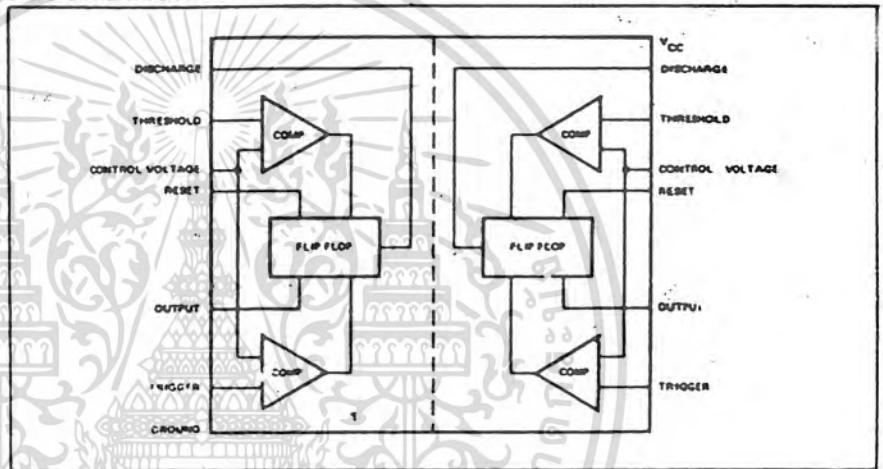 VCC
DISCHARGE
DISCHARGE
THRESHOLD
COMP
COMP
THRESHOLD
CONTROL VOLTAGE
CONTROL VOLTAGE
RESET
RESET
FLIP FLOP
FLIP FLOP
OUTPUT
OUTPUT
COMP
COMP
TRIGGER
TRIGGER
GROUND